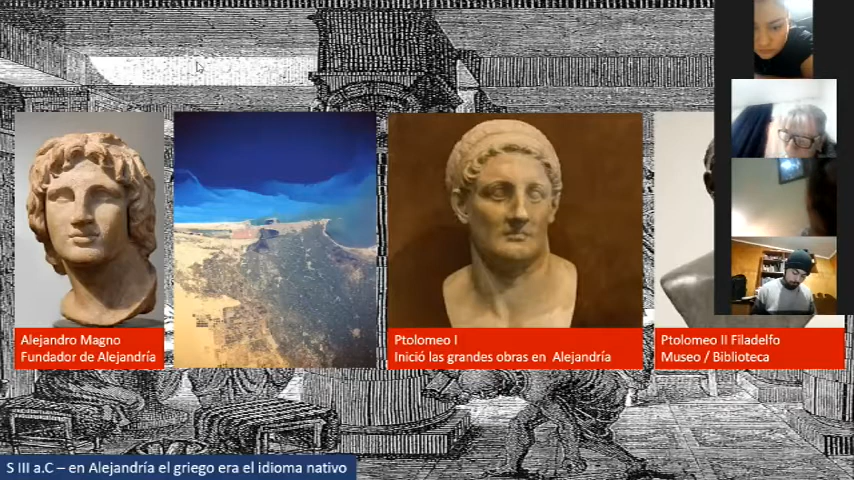 Alejandro Magno
Fundador de Alejandría
Ptolomeo I
Inició las grandes obras en Alejandría
Ptolomeo II Filadelfo
Museo / Biblioteca
S III a.C – en Alejandría el griego era el idioma nativo